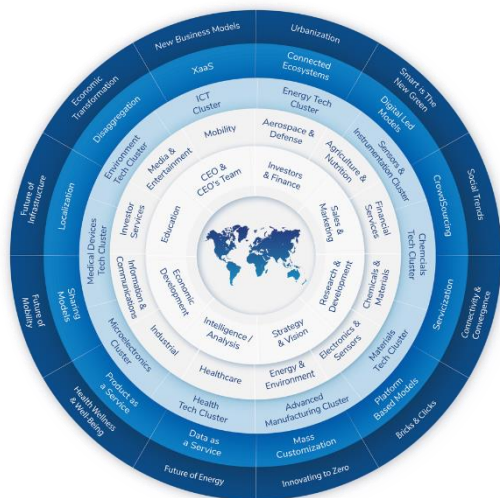 New Business Models
Urbanization
Smart is The
New Green
Social Trends
Connectivity &
Convergence
Bricks & Clicks
Innovating to Zero
Future of Energy
Health Wellness
& Well Being
Future of
Mobility
Future of
Infrastructure
Economic
Transformation
XaaS
Connected
Ecosystems
Digital Led
Models
CrowdSourcing
Servicization
Platform
Based Models
Mass
Customization
Data as
a Service
Product as
a Service
Sharing
Models
Localization
Disaggregation
ICT
Cluster
Energy Tech
Cluster
Sensors &
Instrumentation Cluster
Chemcials
Tech Cluster
Materials
Tech Cluster
Advanced
Manufacturing Cluster
Health
Tech Cluster
Microelectronics
Cluster
Medical Devices
Tech Cluster
Environment
Tech Cluster
Mobility
Aerospace &
Defense
Agriculture &
Nutrition
Financial
Services
Chemicals &
Materials
Electronics &
Sensors
Energy &
Environment
Healthcare
Industrial
Information &
Communications
Investor
Services
Media &
Entertainment
CEO &
CEO's Team
Investors
& Finance
Sales &
Marketing
Research &
Development
Strategy
& Vision
Intelligence /
Analysis
Economic
Development
Education